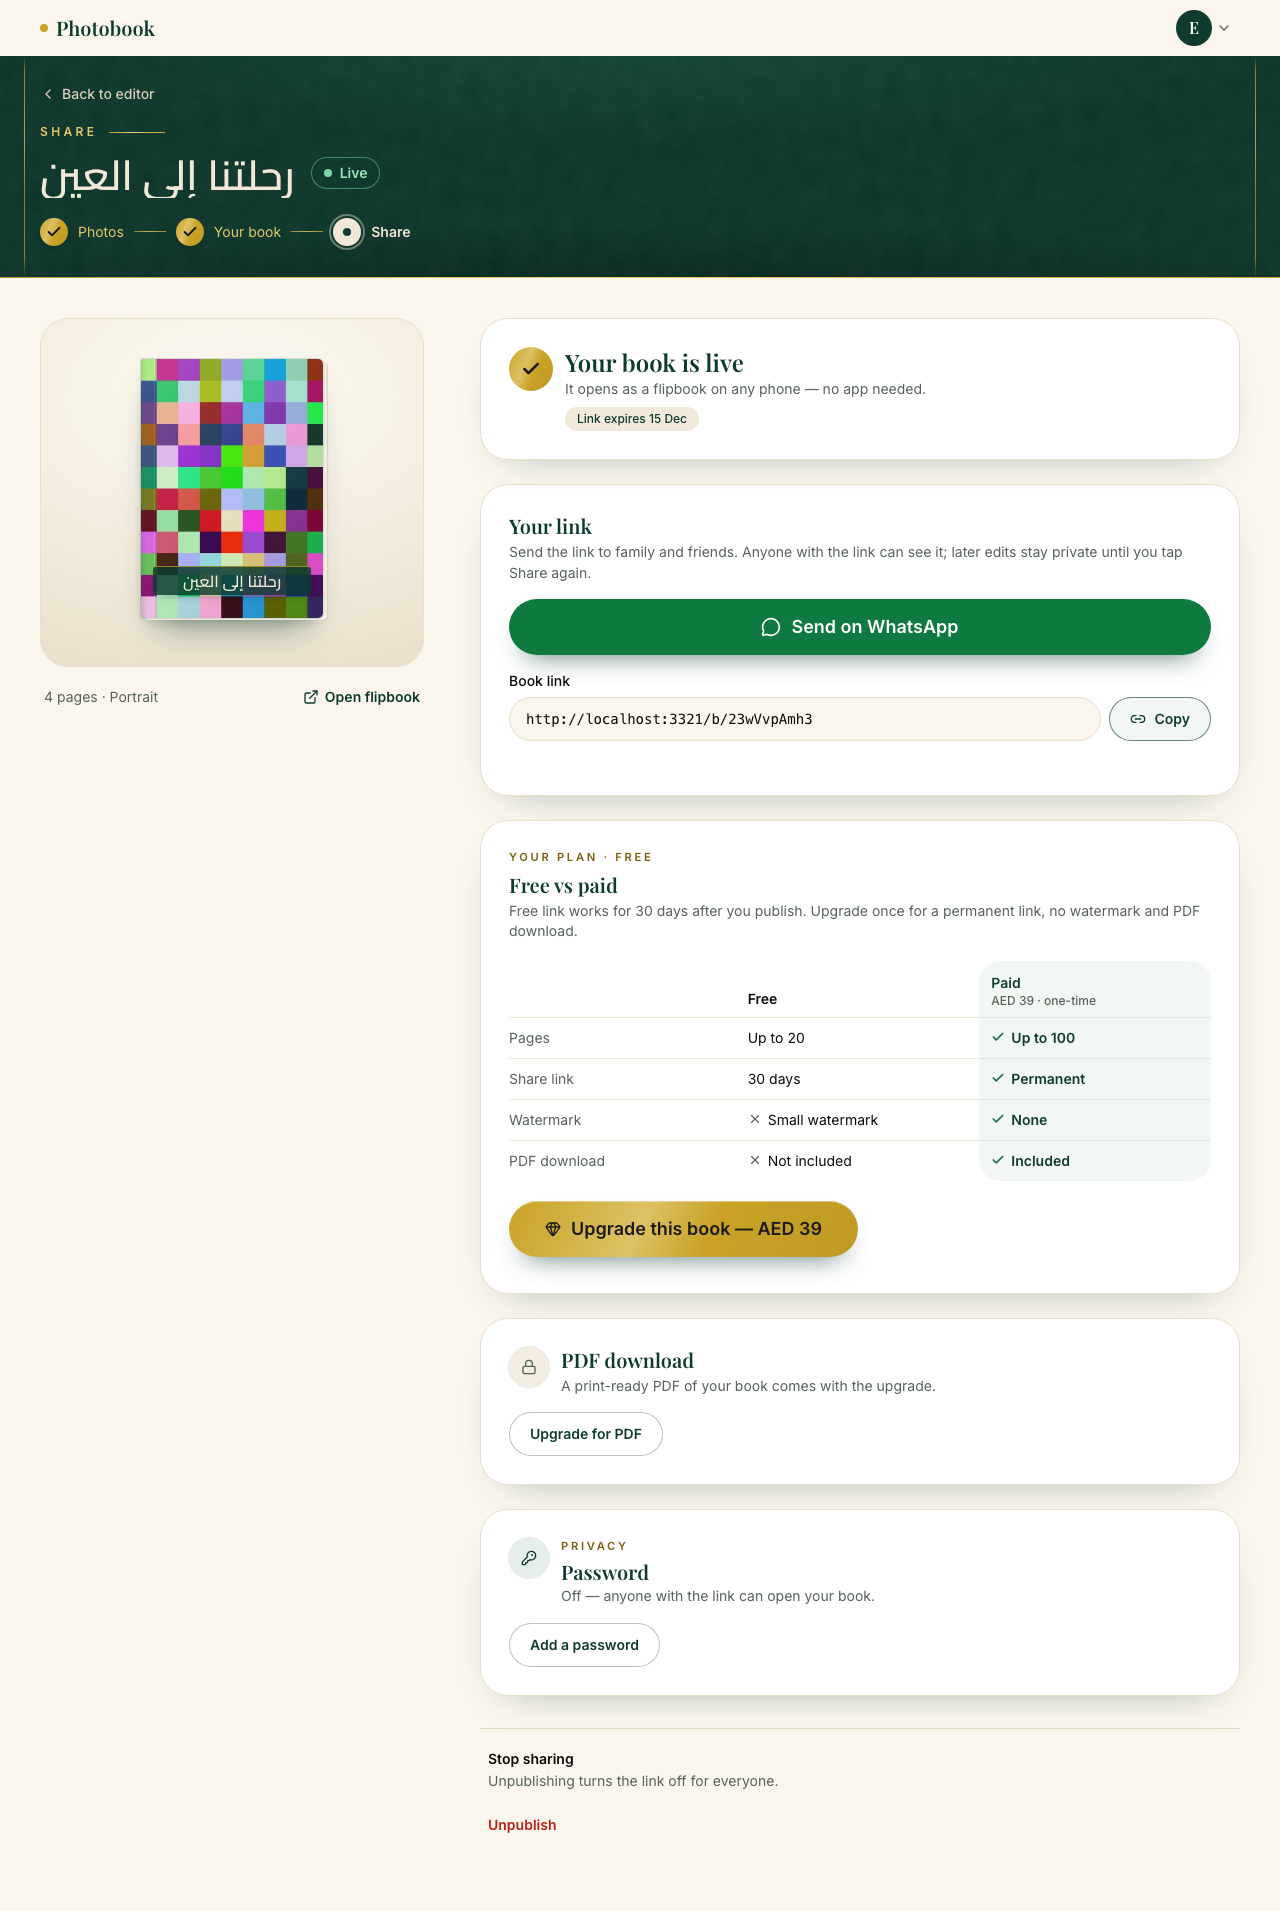 Photobook
E
Back to editor
SHARE
رحلتنا إلى العين
Live
Photos
Your book
Share
رحلتنا إلى العين
4 pages · Portrait
Open flipbook
Your book is live
It opens as a flipbook on any phone — no app needed.
Link expires 15 Dec
Your link
Send the link to family and friends. Anyone with the link can see it; later edits stay private until you tap
Share again.
Send on WhatsApp
Book link
http://localhost:3321/b/23wVvpAmh3
Copy
YOUR PLAN · FREE
Free vs paid
Free link works for 30 days after you publish. Upgrade once for a permanent link, no watermark and PDF
download.
Paid
Free
AED 39 · one-time
Pages Up to 20 Up to 100
Share link 30 days Permanent
Watermark Small watermark None
PDF download Not included Included
Upgrade this book — AED 39
PDF download
A print-ready PDF of your book comes with the upgrade.
Upgrade for PDF
PRIVACY
Password
Off — anyone with the link can open your book.
Add a password
Stop sharing
Unpublishing turns the link off for everyone.
Unpublish